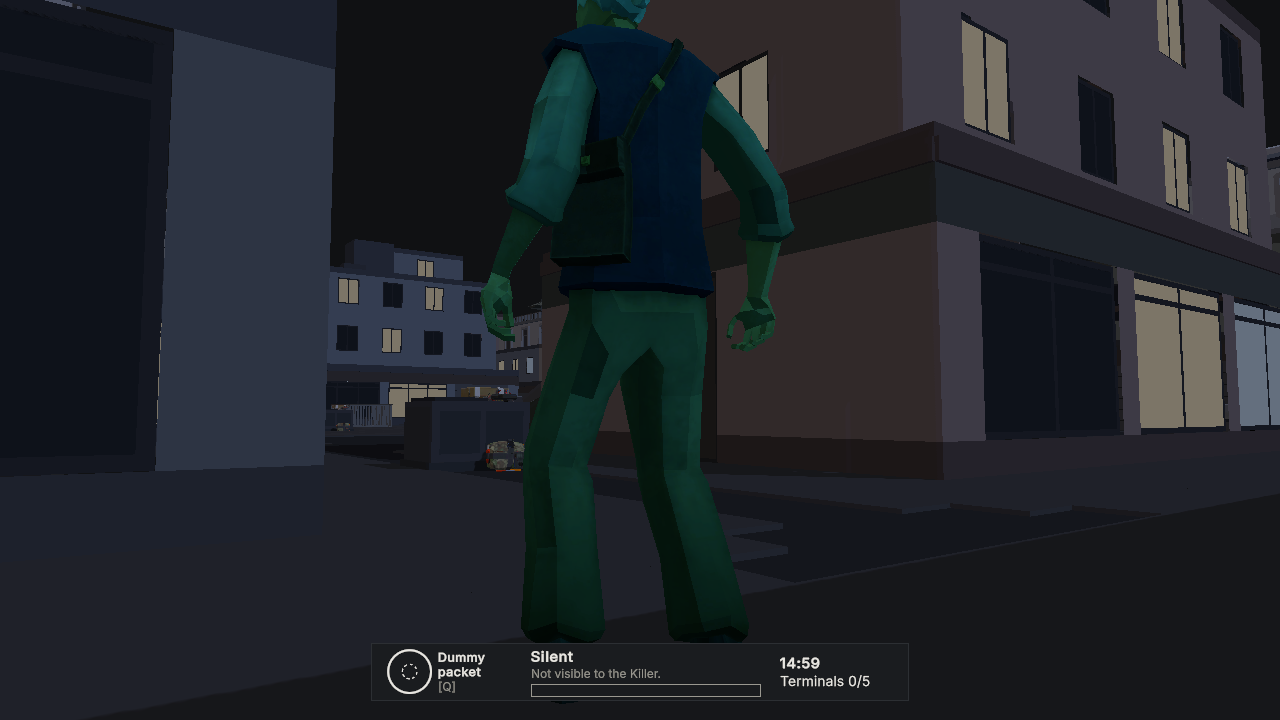 Dummy
packet
[Q]
Silent
Not visible to the Killer.
14:59
Terminals 0/5